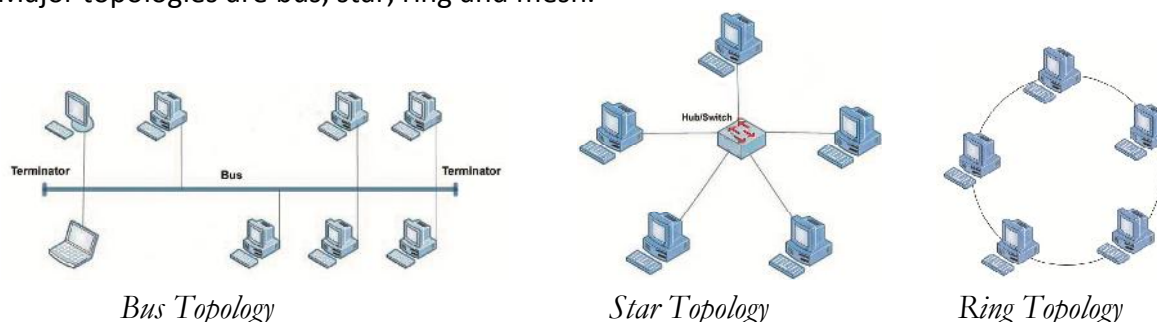 Major topologies are bus, star, ring and mesh.
Hub/Switch
Terminator
Bus
Terminator
Bus Topology
Star Topology
Ring Topology